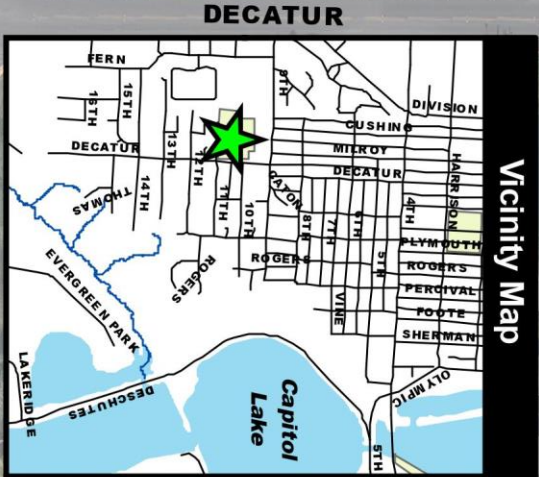 DECATUR
Vicinity Map
FERN
16TH
15TH
9TH
DIVISION
CUSHING
MILROY
DECATUR
DECATUR
13TH
12TH
HARRISON
THOMAS
14TH
11TH
10TH
CATON
8TH
7TH
6TH
5TH
4TH
PLYMOUTH
ROGERS
ROGERS
ROGERS
PERCIVAL
FOOTE
SHERMAN
VINE
EVERGREEN PARK
LAKERIDGE
DESCHUTES
Capitol
Lake
OLYMPIC
5TH